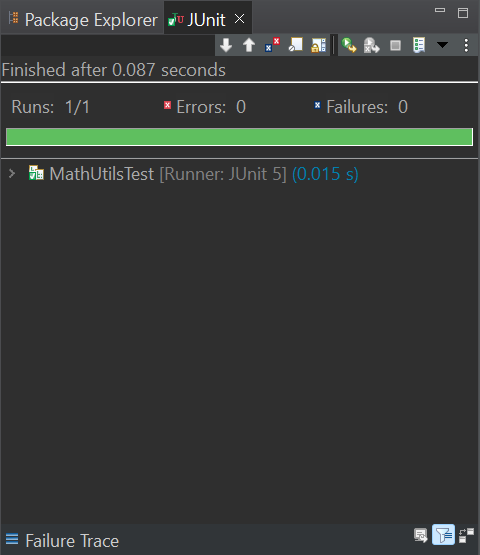 Package Explorer JUnit
Finished after 0.087 seconds
Runs: 1/1 Errors: 0 Failures: 0
MathUtilsTest [Runner: JUnit 5] (0.015 s)
Failure Trace